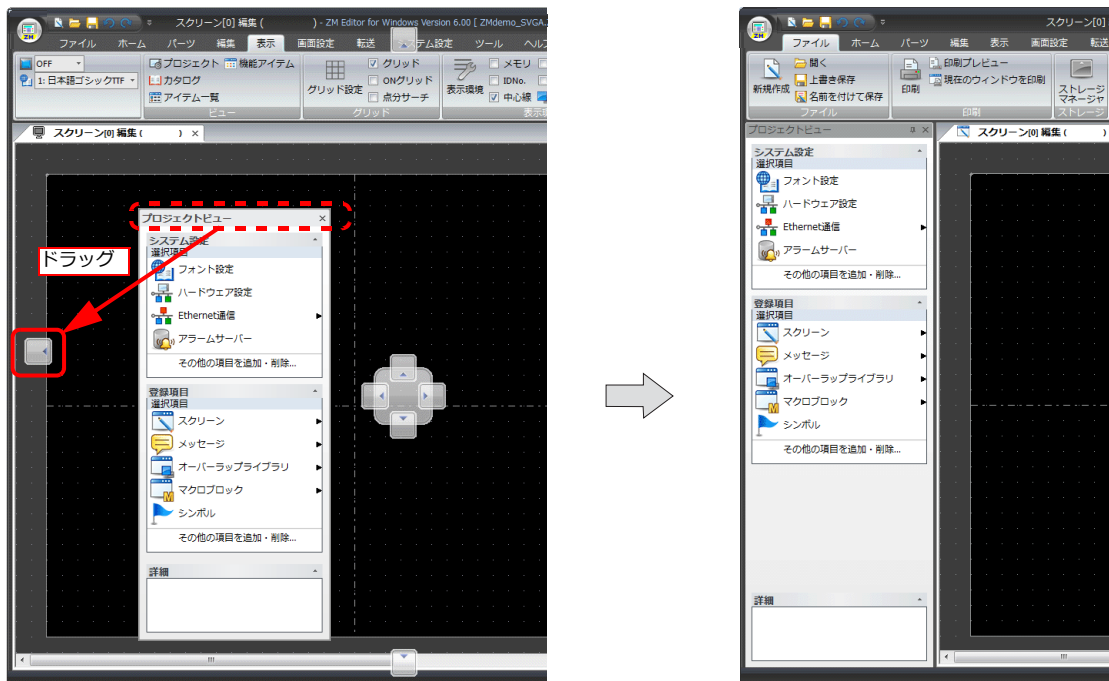 スクリーン[0] 編集 (          ) - ZM Editor for Windows Version 6.00 [ ZMdemo_SVGA.
ファイル ホーム パーツ 編集 表示 画面設定 転送 システム設定 ツール ヘルプ
OFF
1: 日本語ゴシックTTF
プロジェクト 機能アイテム
カタログ
アイテム一覧
ビュー
グリッド設定
グリッド
ONグリッド
点分サーチ
グリッド
表示環境
メモリ
IDNo.
中心線
スクリーン[0] 編集 (          ) ×
プロジェクトビュー ×
ドラッグ
システム設定
選択項目
フォント設定
ハードウェア設定
Ethernet通信
アラームサーバー
その他の項目を追加・削除...
登録項目
選択項目
スクリーン
メッセージ
オーバーラップライブラリ
マクロブロック
シンボル
その他の項目を追加・削除...
詳細
スクリーン[0]
ファイル ホーム パーツ 編集 表示 画面設定 転送
新規作成
開く
上書き保存
名前を付けて保存
ファイル
印刷
印刷プレビュー
現在のウィンドウを印刷
印刷
ストレージ
マネージャ
ストレージ
プロジェクトビュー
スクリーン[0] 編集 (          )
システム設定
選択項目
フォント設定
ハードウェア設定
Ethernet通信
アラームサーバー
その他の項目を追加・削除...
登録項目
選択項目
スクリーン
メッセージ
オーバーラップライブラリ
マクロブロック
シンボル
その他の項目を追加・削除...
詳細